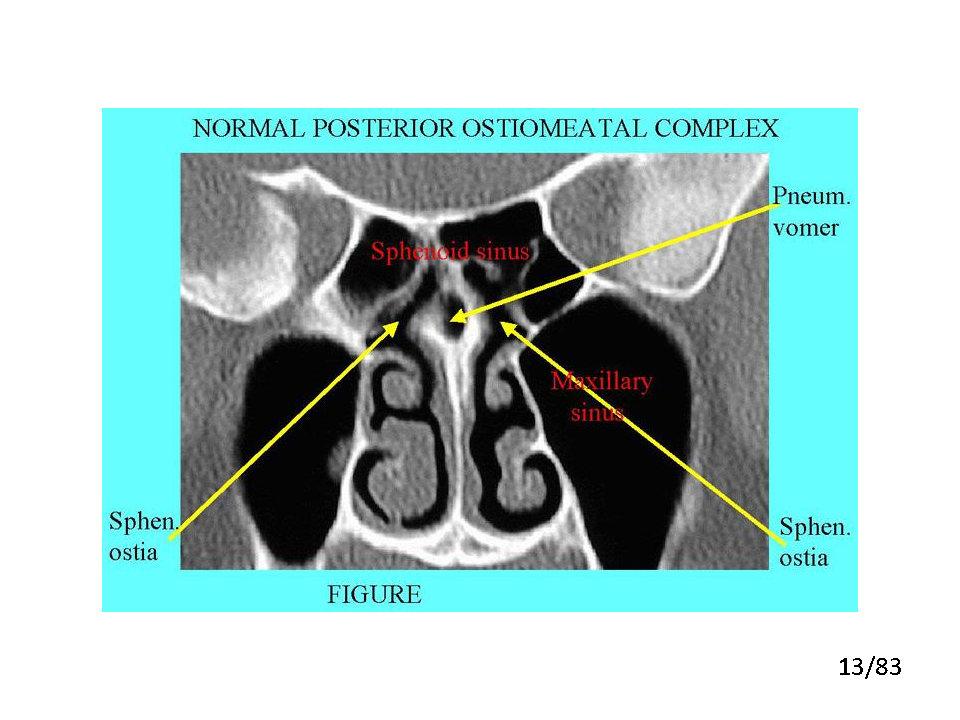 NORMAL POSTERIOR OSTIOMEATAL COMPLEX
Pneum.
vomer
Sphenoid sinus
Maxillary
sinus
Sphen.
ostia
Sphen.
ostia
FIGURE
13/83